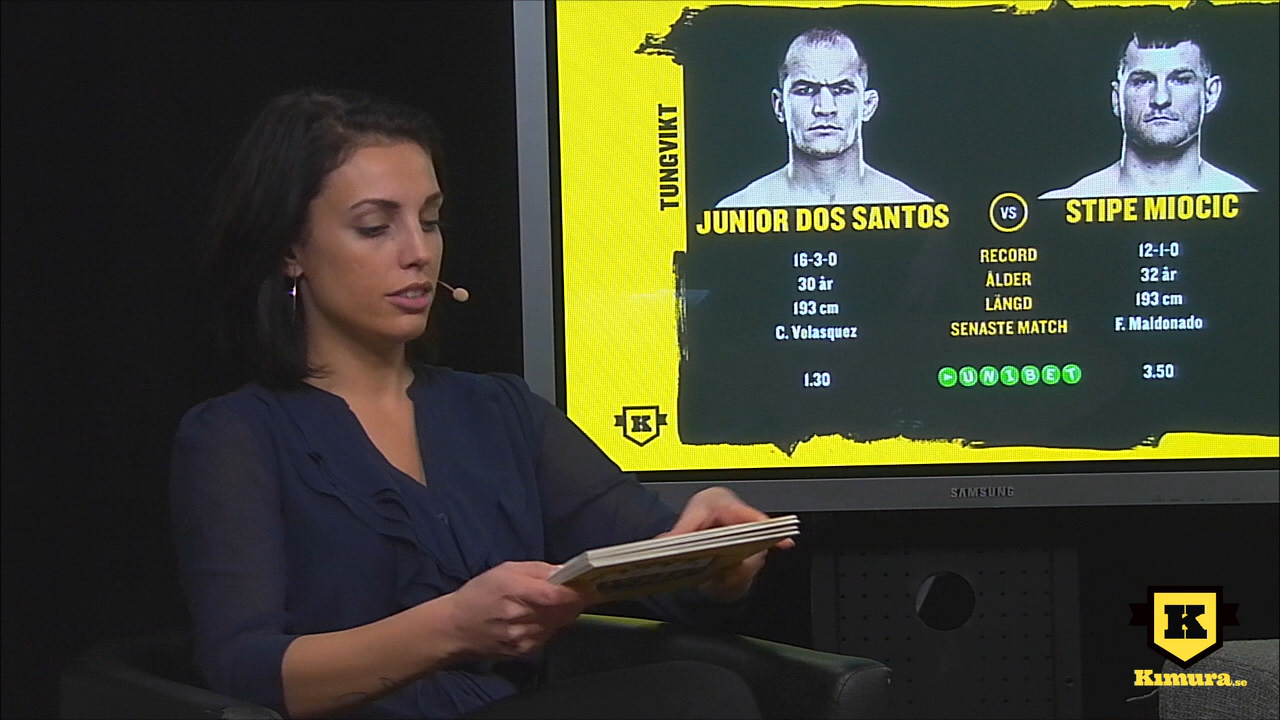 TUNGVIKT
JUNIOR DOS SANTOS VS STIPE MIOCIC
16-3-0 RECORD 12-1-0
30 år ÅLDER 32 år
193 cm LÄNGD 193 cm
C. Velasquez SENASTE MATCH F. Maldonado
1.30 UNIBET 3.50
K
SAMSUNG
K
Kimura.se